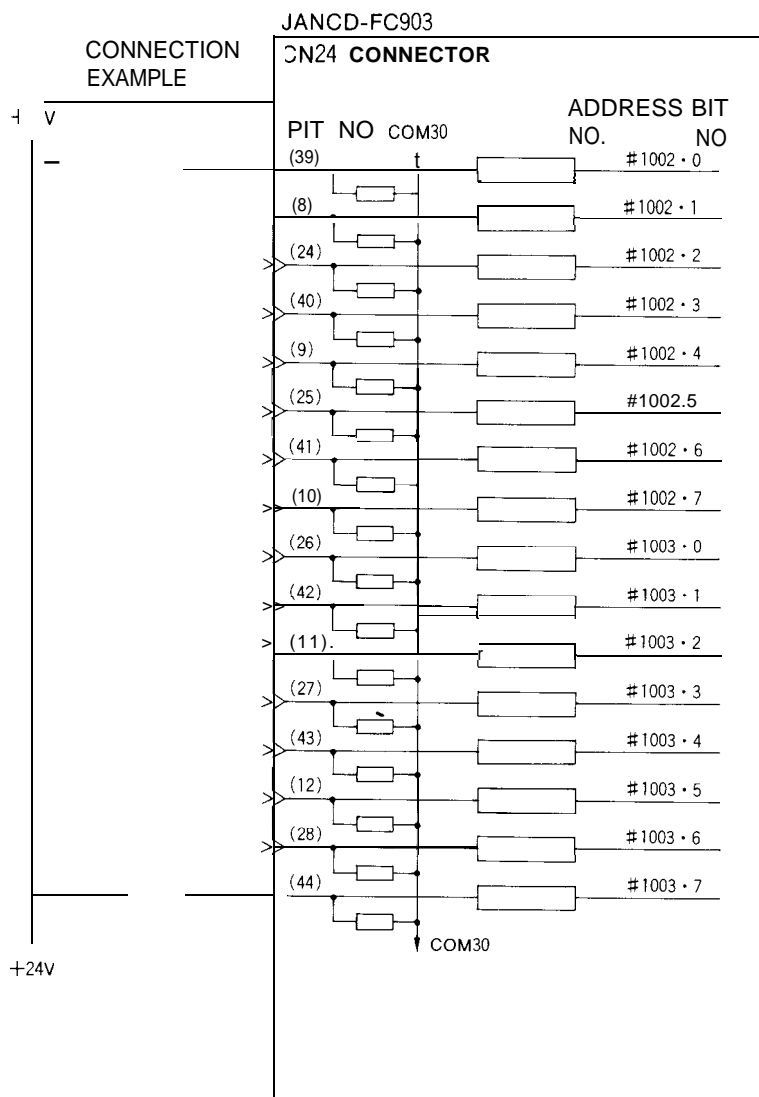 JANCD-FC903
CONNECTION
EXAMPLE
CN24 CONNECTOR
V
ADDRESS BIT
NO. NO
PIT NO COM30
(39) #1002・0
(8) #1002・1
(24) #1002・2
(40) #1002・3
(9) #1002・4
(25) #1002.5
(41) #1002・6
(10) #1002・7
(26) #1003・0
(42) #1003・1
(11). #1003・2
(27) #1003・3
(43) #1003・4
(12) #1003・5
(28) #1003・6
(44) #1003・7
COM30
+24V